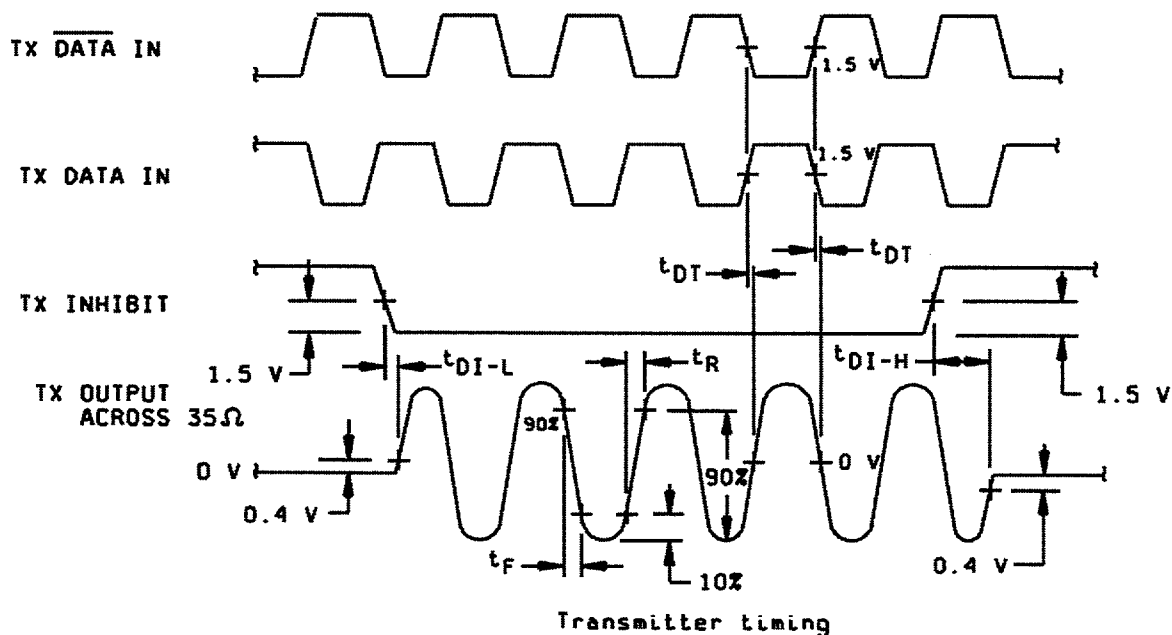 TX D̅A̅T̅A̅ IN
1.5 V
TX DATA IN
1.5 V
tDT
tDT
TX INHIBIT
1.5 V
tDI-L
tR
tDI-H
1.5 V
TX OUTPUT
ACROSS 35Ω
90%
0 V
90%
0 V
0.4 V
0.4 V
tF
10%
Transmitter timing